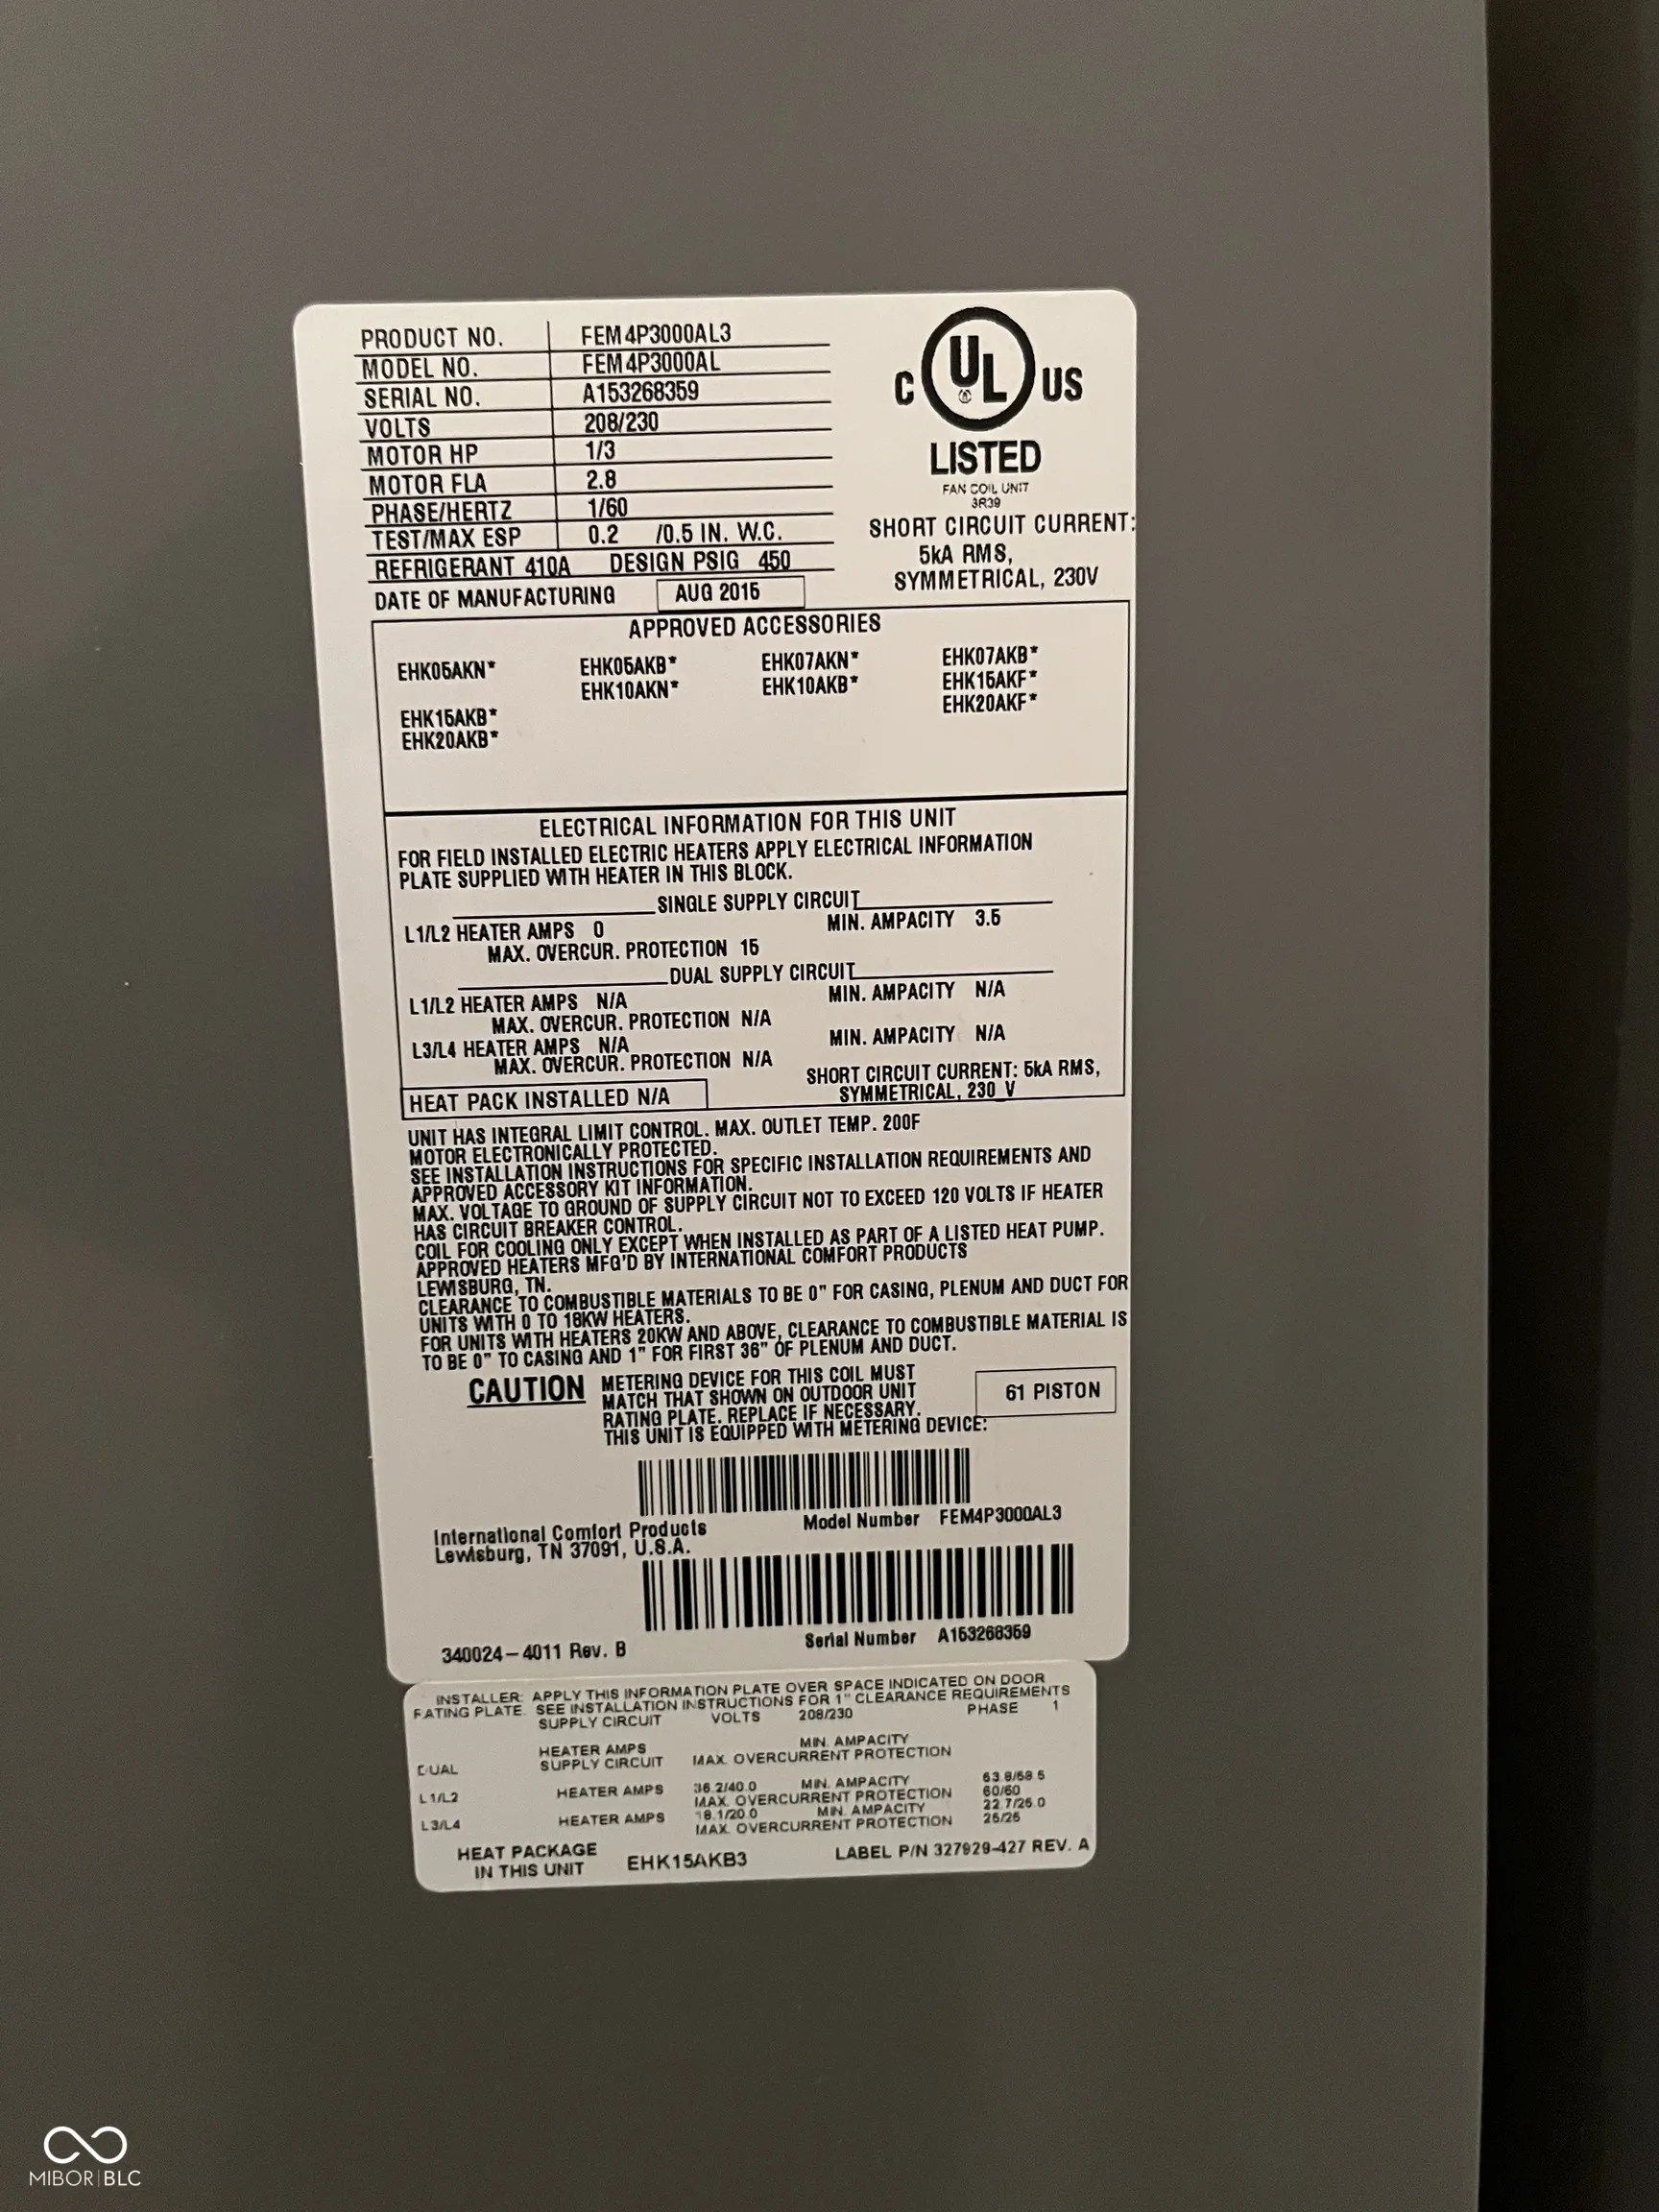 PRODUCT NO. FEM4P3000AL3
MODEL NO. FEM4P3000AL
SERIAL NO. A153268359
VOLTS 208/230
MOTOR HP 1/3
MOTOR FLA 2.8
PHASE/HERTZ 1/60
TEST/MAX ESP 0.2 /0.5 IN. W.C.
REFRIGERANT 410A DESIGN PSIG 450
DATE OF MANUFACTURING AUG 2015
C UL US
LISTED
FAN COIL UNIT
3R39
SHORT CIRCUIT CURRENT:
5kA RMS,
SYMMETRICAL, 230V
APPROVED ACCESSORIES
EHK05AKN* EHK05AKB* EHK07AKN* EHK07AKB*
EHK10AKN* EHK10AKB* EHK15AKF*
EHK15AKB* EHK20AKF*
EHK20AKB*
ELECTRICAL INFORMATION FOR THIS UNIT
FOR FIELD INSTALLED ELECTRIC HEATERS APPLY ELECTRICAL INFORMATION
PLATE SUPPLIED WITH HEATER IN THIS BLOCK.
SINGLE SUPPLY CIRCUIT
L1/L2 HEATER AMPS 0 MIN. AMPACITY 3.5
MAX. OVERCUR. PROTECTION 15
DUAL SUPPLY CIRCUIT
L1/L2 HEATER AMPS N/A MIN. AMPACITY N/A
MAX. OVERCUR. PROTECTION N/A
L3/L4 HEATER AMPS N/A MIN. AMPACITY N/A
MAX. OVERCUR. PROTECTION N/A
SHORT CIRCUIT CURRENT: 5kA RMS,
SYMMETRICAL, 230 V
HEAT PACK INSTALLED N/A
UNIT HAS INTEGRAL LIMIT CONTROL. MAX. OUTLET TEMP. 200F
MOTOR ELECTRONICALLY PROTECTED.
SEE INSTALLATION INSTRUCTIONS FOR SPECIFIC INSTALLATION REQUIREMENTS AND
APPROVED ACCESSORY KIT INFORMATION.
MAX. VOLTAGE TO GROUND OF SUPPLY CIRCUIT NOT TO EXCEED 120 VOLTS IF HEATER
HAS CIRCUIT BREAKER CONTROL.
COIL FOR COOLING ONLY EXCEPT WHEN INSTALLED AS PART OF A LISTED HEAT PUMP.
APPROVED HEATERS MFG'D BY INTERNATIONAL COMFORT PRODUCTS
LEWISBURG, TN.
CLEARANCE TO COMBUSTIBLE MATERIALS TO BE 0" FOR CASING, PLENUM AND DUCT FOR
UNITS WITH 0 TO 18KW HEATERS.
FOR UNITS WITH HEATERS 20KW AND ABOVE, CLEARANCE TO COMBUSTIBLE MATERIAL IS
TO BE 0" TO CASING AND 1" FOR FIRST 36" OF PLENUM AND DUCT.
CAUTION METERING DEVICE FOR THIS COIL MUST
MATCH THAT SHOWN ON OUTDOOR UNIT
RATING PLATE. REPLACE IF NECESSARY.
THIS UNIT IS EQUIPPED WITH METERING DEVICE:
61 PISTON
International Comfort Products
Lewisburg, TN 37091, U.S.A.
Model Number FEM4P3000AL3
Serial Number A153268359
340024-4011 Rev. B
INSTALLER: APPLY THIS INFORMATION PLATE OVER SPACE INDICATED ON DOOR
RATING PLATE. SEE INSTALLATION INSTRUCTIONS FOR 1" CLEARANCE REQUIREMENTS
SUPPLY CIRCUIT VOLTS 208/230 PHASE 1
HEATER AMPS MIN. AMPACITY
DUAL SUPPLY CIRCUIT MAX. OVERCURRENT PROTECTION
L1/L2 HEATER AMPS 36.2/40.0 MIN. AMPACITY 53.8/58.5
MAX. OVERCURRENT PROTECTION 60/60
L3/L4 HEATER AMPS 18.1/20.0 MIN. AMPACITY 22.7/25.0
MAX. OVERCURRENT PROTECTION 25/25
HEAT PACKAGE
IN THIS UNIT EHK15AKB3
LABEL P/N 327929-427 REV. A
MIBOR|BLC